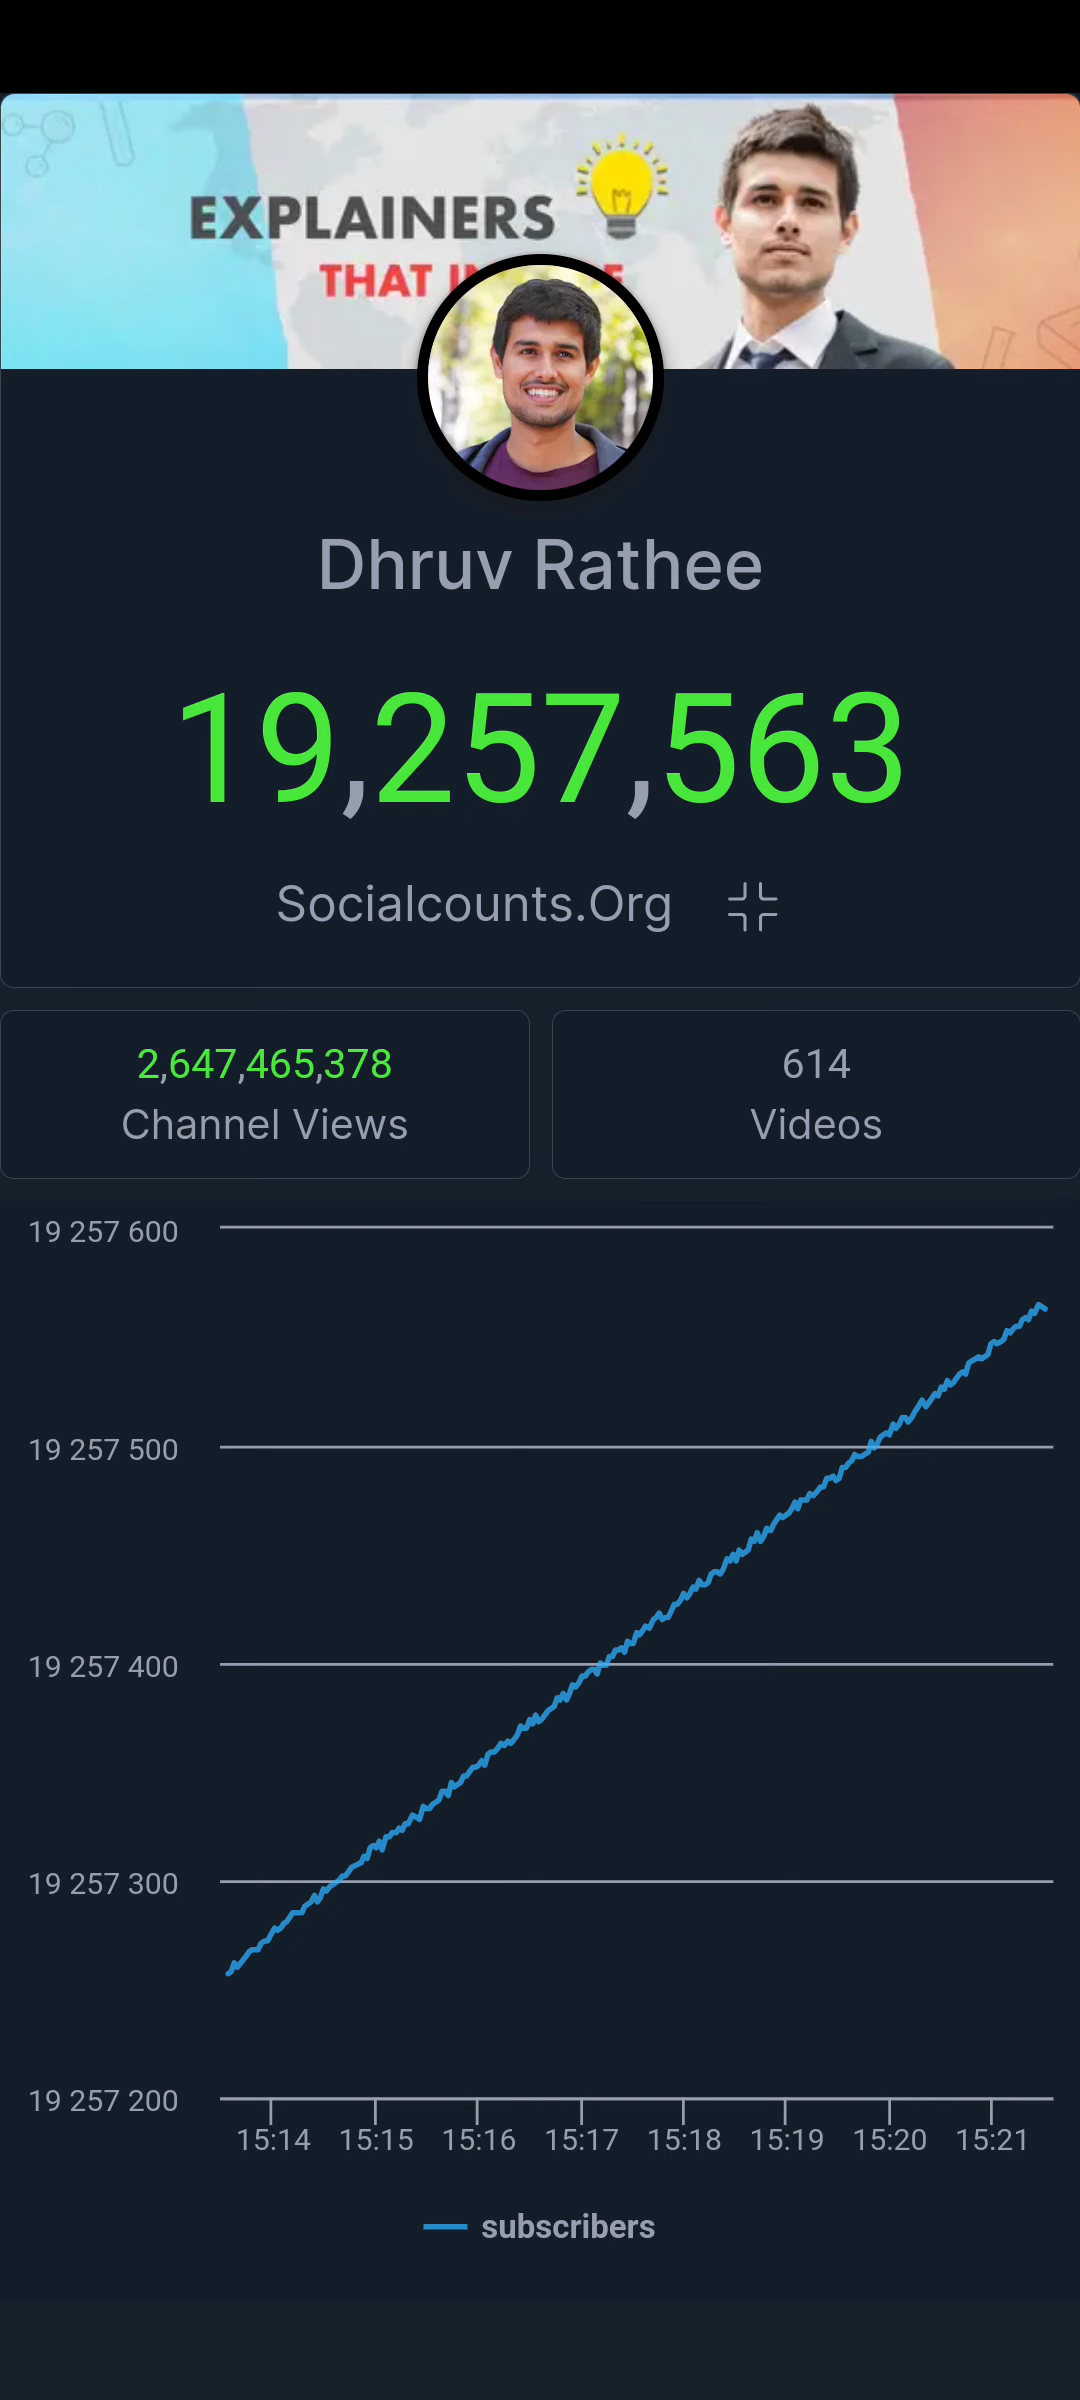 EXPLAINERS
THAT
Dhruv Rathee
19,257,563
Socialcounts.Org
2,647,465,378
Channel Views
614
Videos
19 257 600
19 257 500
19 257 400
19 257 300
19 257 200
15:14 15:15 15:16 15:17 15:18 15:19 15:20 15:21
subscribers